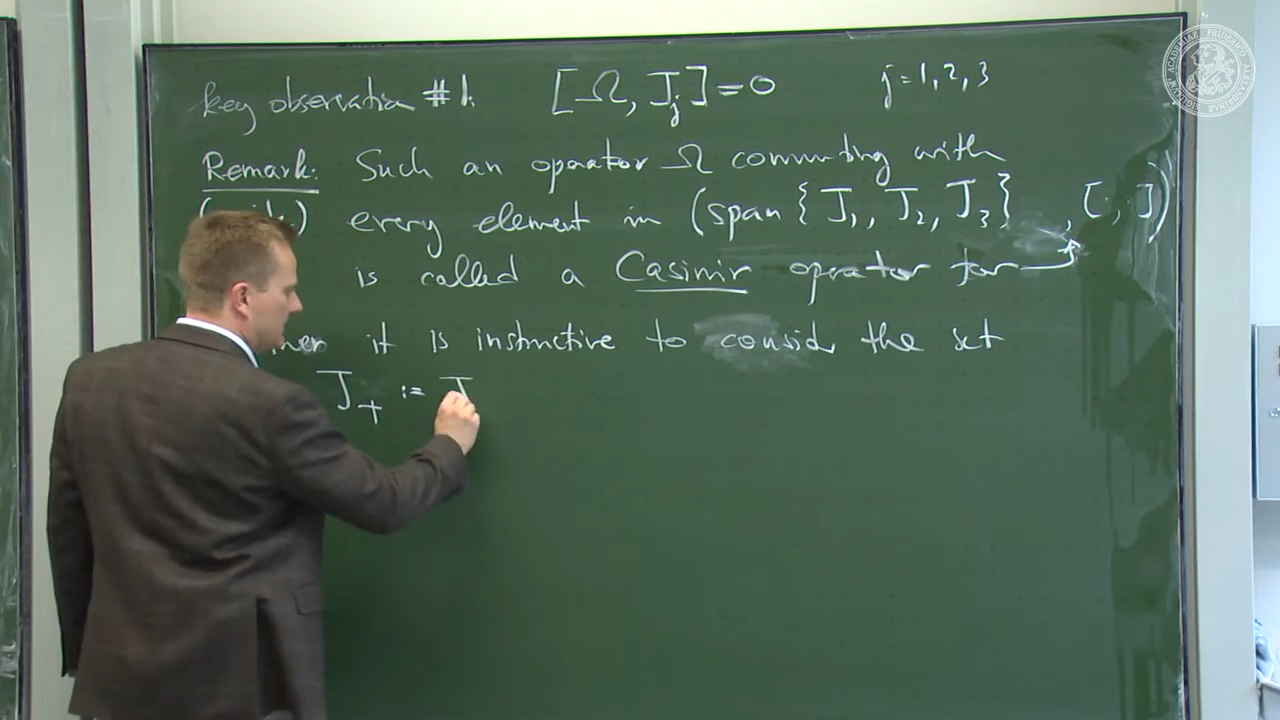 key observation #1. [Ω, J_j] = 0 j = 1, 2, 3
Remark: Such an operator Ω commuting with
every element in (span {J_1, J_2, J_3}, [·,·])
is called a Casimir operator for
it is instructive to consider the set
J_+ := J